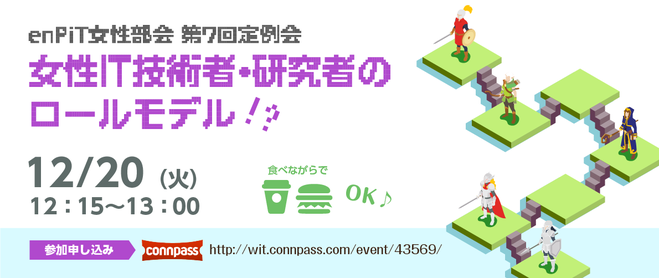 enPiT女性部会 第7回定例会
女性IT技術者・研究者の
ロールモデル！？
12/20（火）
12：15～13：00
食べながらで
OK♪
参加申し込み connpass http://wit.connpass.com/event/43569/